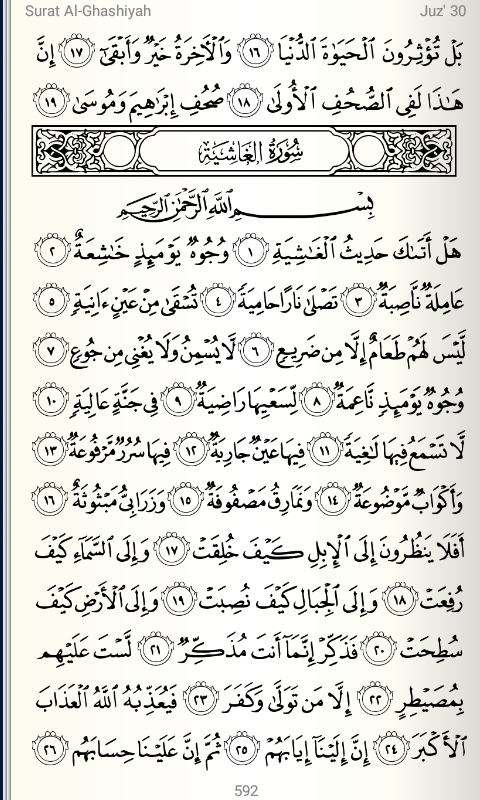 Surat Al-Ghashiyah Juz' 30
بَلْ تُؤْثِرُونَ ٱلْحَيَوٰةَ ٱلدُّنْيَا ١٦ وَٱلْءَاخِرَةُ خَيْرٌ وَأَبْقَىٰٓ ١٧ إِنَّ
هَٰذَا لَفِى ٱلصُّحُفِ ٱلْأُولَىٰ ١٨ صُحُفِ إِبْرَٰهِيمَ وَمُوسَىٰ ١٩
سُورَةُ الغَاشِيَةِ
بِسْمِ ٱللَّهِ ٱلرَّحْمَٰنِ ٱلرَّحِيمِ
هَلْ أَتَىٰكَ حَدِيثُ ٱلْغَٰشِيَةِ ١ وُجُوهٌ يَوْمَئِذٍ خَٰشِعَةٌ ٢
عَامِلَةٌ نَّاصِبَةٌ ٣ تَصْلَىٰ نَارًا حَامِيَةً ٤ تُسْقَىٰ مِنْ عَيْنٍ ءَانِيَةٍ ٥
لَّيْسَ لَهُمْ طَعَامٌ إِلَّا مِن ضَرِيعٍ ٦ لَّا يُسْمِنُ وَلَا يُغْنِى مِن جُوعٍ ٧
وُجُوهٌ يَوْمَئِذٍ نَّاعِمَةٌ ٨ لِّسَعْيِهَا رَاضِيَةٌ ٩ فِى جَنَّةٍ عَالِيَةٍ ١٠
لَّا تَسْمَعُ فِيهَا لَٰغِيَةً ١١ فِيهَا عَيْنٌ جَارِيَةٌ ١٢ فِيهَا سُرُرٌ مَّرْفُوعَةٌ ١٣
وَأَكْوَابٌ مَّوْضُوعَةٌ ١٤ وَنَمَارِقُ مَصْفُوفَةٌ ١٥ وَزَرَابِىُّ مَبْثُوثَةٌ ١٦
أَفَلَا يَنظُرُونَ إِلَى ٱلْإِبِلِ كَيْفَ خُلِقَتْ ١٧ وَإِلَى ٱلسَّمَآءِ كَيْفَ
رُفِعَتْ ١٨ وَإِلَى ٱلْجِبَالِ كَيْفَ نُصِبَتْ ١٩ وَإِلَى ٱلْأَرْضِ كَيْفَ
سُطِحَتْ ٢٠ فَذَكِّرْ إِنَّمَآ أَنتَ مُذَكِّرٌ ٢١ لَّسْتَ عَلَيْهِم
بِمُصَيْطِرٍ ٢٢ إِلَّا مَن تَوَلَّىٰ وَكَفَرَ ٢٣ فَيُعَذِّبُهُ ٱللَّهُ ٱلْعَذَابَ
ٱلْأَكْبَرَ ٢٤ إِنَّ إِلَيْنَآ إِيَابَهُمْ ٢٥ ثُمَّ إِنَّ عَلَيْنَا حِسَابَهُم ٢٦
592